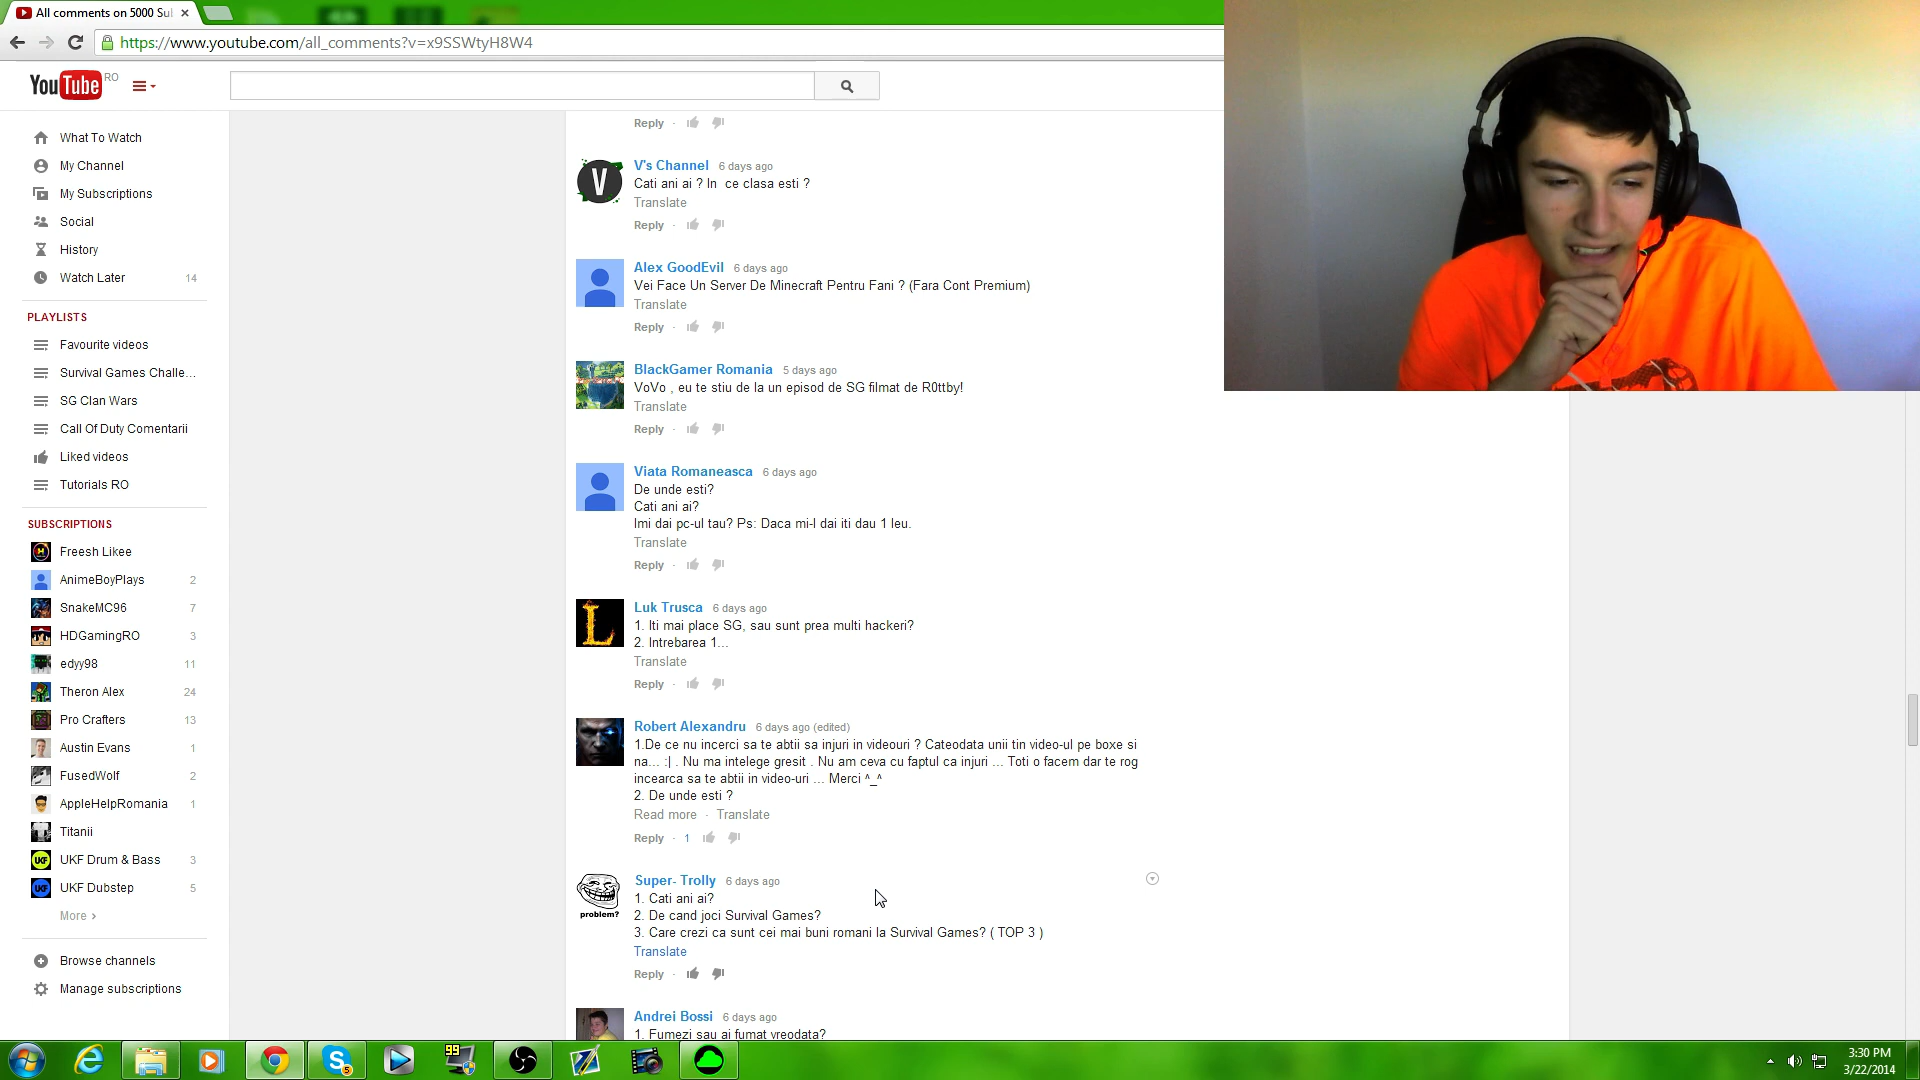 All comments on 5000 Su
https://www.youtube.com/all_comments?v=x9SSWtyH8W4
YouTube RO
What To Watch
My Channel
My Subscriptions
Social
History
Watch Later 14
PLAYLISTS
Favourite videos
Survival Games Challe...
SG Clan Wars
Call Of Duty Comentarii
Liked videos
Tutorials RO
SUBSCRIPTIONS
Freesh Likee
AnimeBoyPlays 2
SnakeMC96 7
HDGamingRO 3
edyy98 11
Theron Alex 24
Pro Crafters 13
Austin Evans 1
FusedWolf 2
AppleHelpRomania 1
Titanii
UKF UKF Drum & Bass 3
UKF UKF Dubstep 5
More ›
Browse channels
Manage subscriptions
Reply ·
V
V's Channel 6 days ago
Cati ani ai ? In ce clasa esti ?
Translate
Reply ·
Alex GoodEvil 6 days ago
Vei Face Un Server De Minecraft Pentru Fani ? (Fara Cont Premium)
Translate
Reply ·
BlackGamer Romania 5 days ago
VoVo , eu te stiu de la un episod de SG filmat de R0ttby!
Translate
Reply ·
Viata Romaneasca 6 days ago
De unde esti?
Cati ani ai?
Imi dai pc-ul tau? Ps: Daca mi-l dai iti dau 1 leu.
Translate
Reply ·
L
Luk Trusca 6 days ago
1. Iti mai place SG, sau sunt prea multi hackeri?
2. Intrebarea 1...
Translate
Reply ·
Robert Alexandru 6 days ago (edited)
1.De ce nu incerci sa te abtii sa injuri in videouri ? Cateodata unii tin video-ul pe boxe si
na... :| . Nu ma intelege gresit . Nu am ceva cu faptul ca injuri ... Toti o facem dar te rog
incearca sa te abtii in video-uri ... Merci ^_^
2. De unde esti ?
Read more · Translate
Reply · 1
problem?
Super- Trolly 6 days ago
1. Cati ani ai?
2. De cand joci Survival Games?
3. Care crezi ca sunt cei mai buni romani la Survival Games? ( TOP 3 )
Translate
Reply ·
Andrei Bossi 6 days ago
1. Fumezi sau ai fumat vreodata?
5
99
3:30 PM
3/22/2014